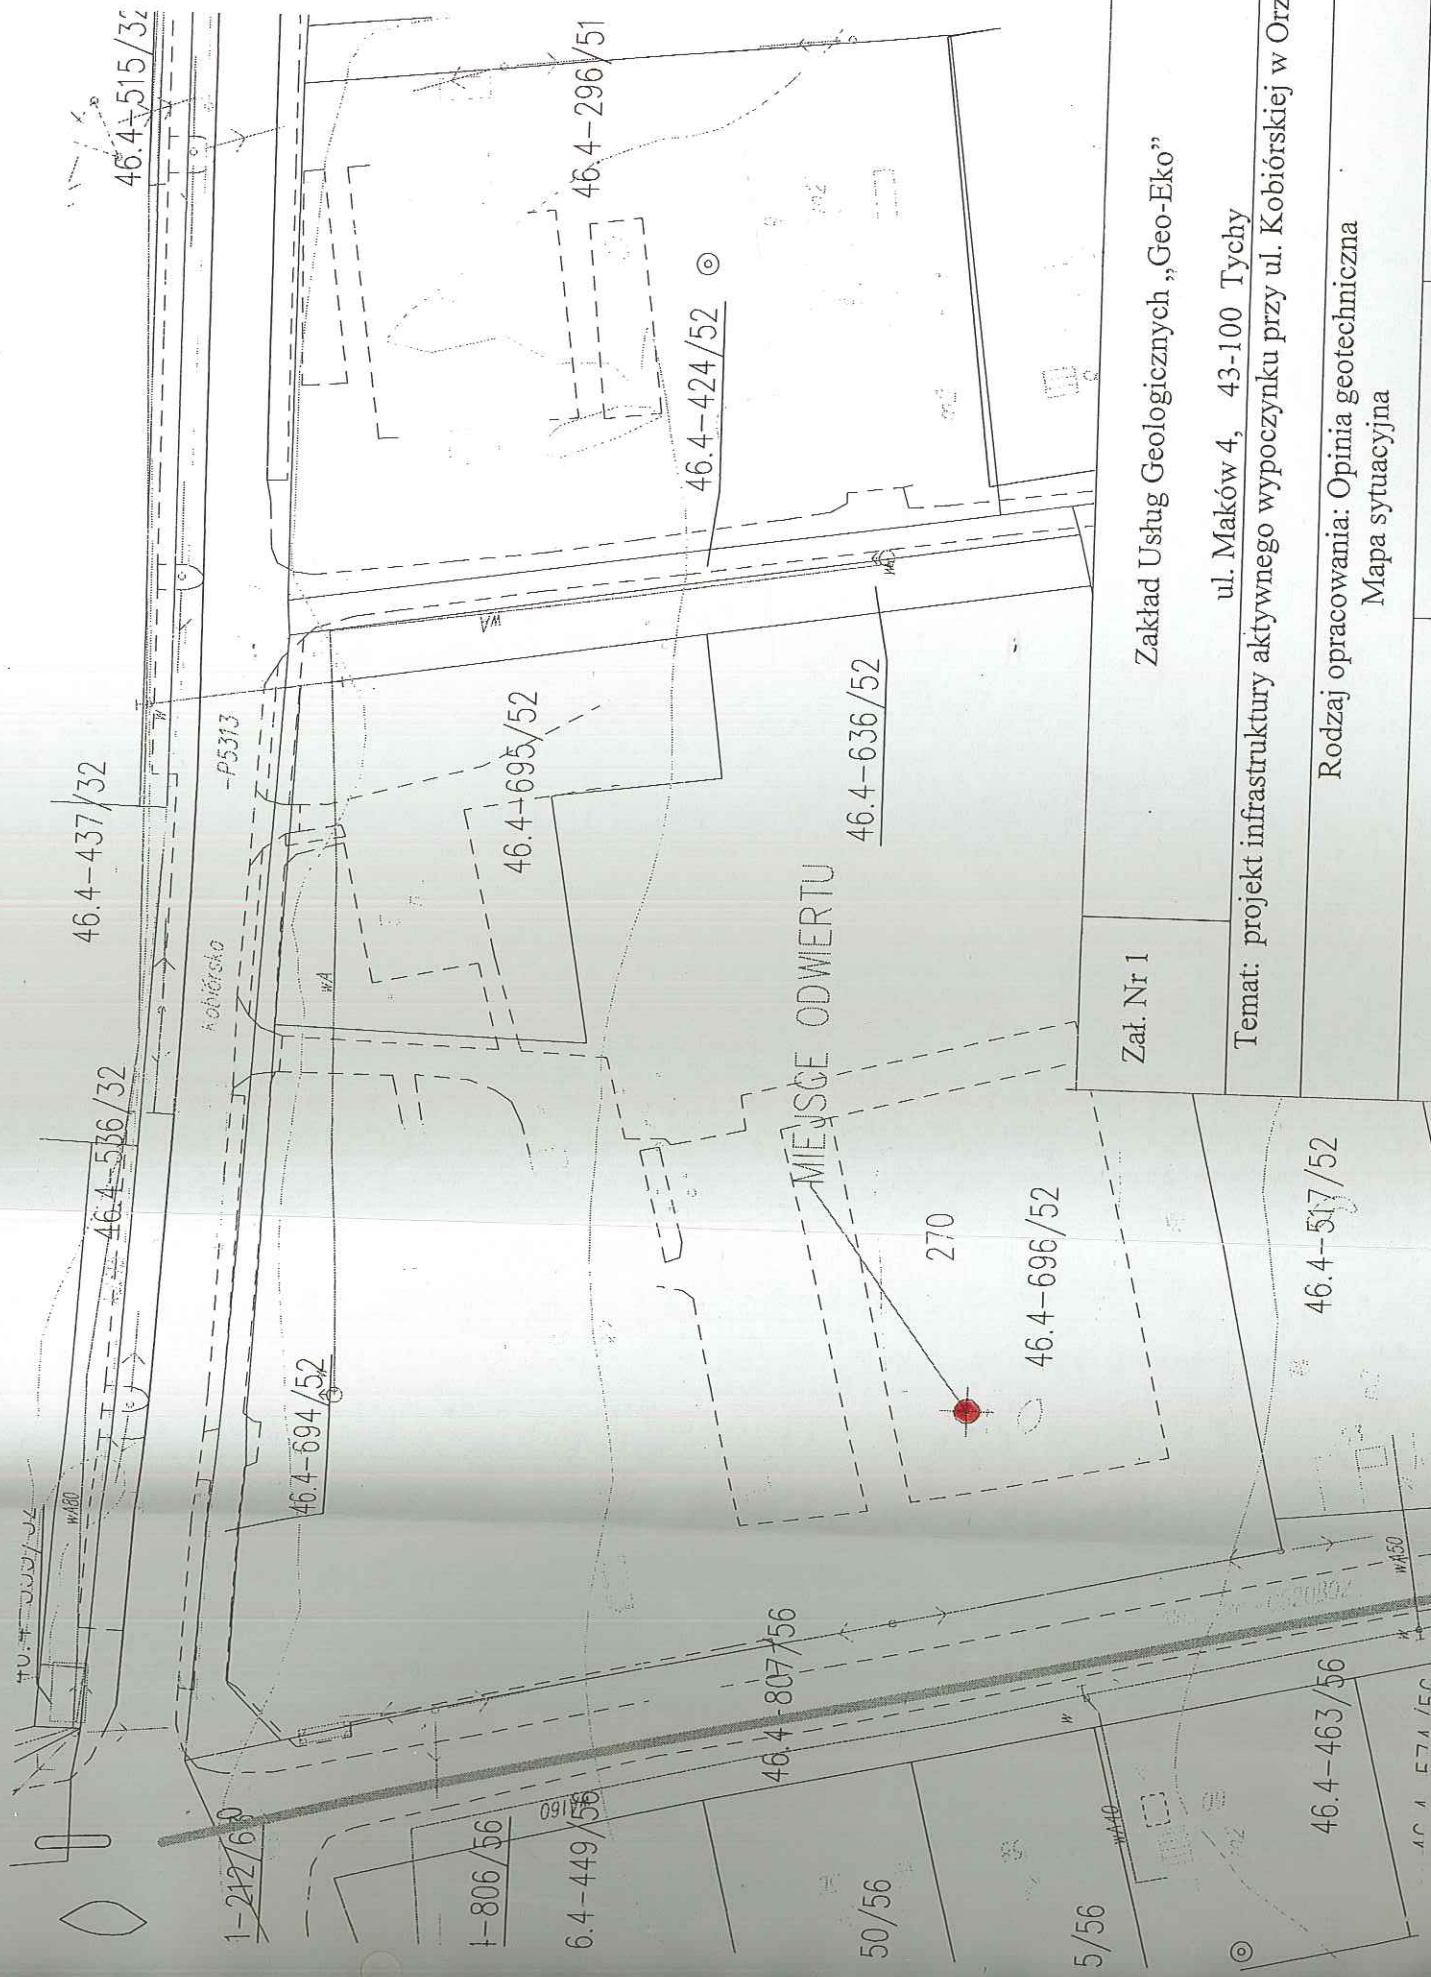 46.4-515/32
46.4-296/51
46.4-424/52
46.4-437/32
-P5313
WA
46.4-695/52
46.4-636/52
46.4-536/32
WA
MIEJSCE ODWIERTU
270
46.4-696/52
46.4-517/52
46.4-694/52
WA80
46.4-807/56
WA50
46.4-463/56
WA40
1-806/56
6.4-449/56
50/56
5/56
Zał. Nr 1
Zakład Usług Geologicznych „Geo-Eko”
ul. Maków 4, 43-100 Tychy
Temat: projekt infrastruktury aktywnego wypoczynku przy ul. Kobiórskiej w Orz
Rodzaj opracowania: Opinia geotechniczna
Mapa sytuacyjna